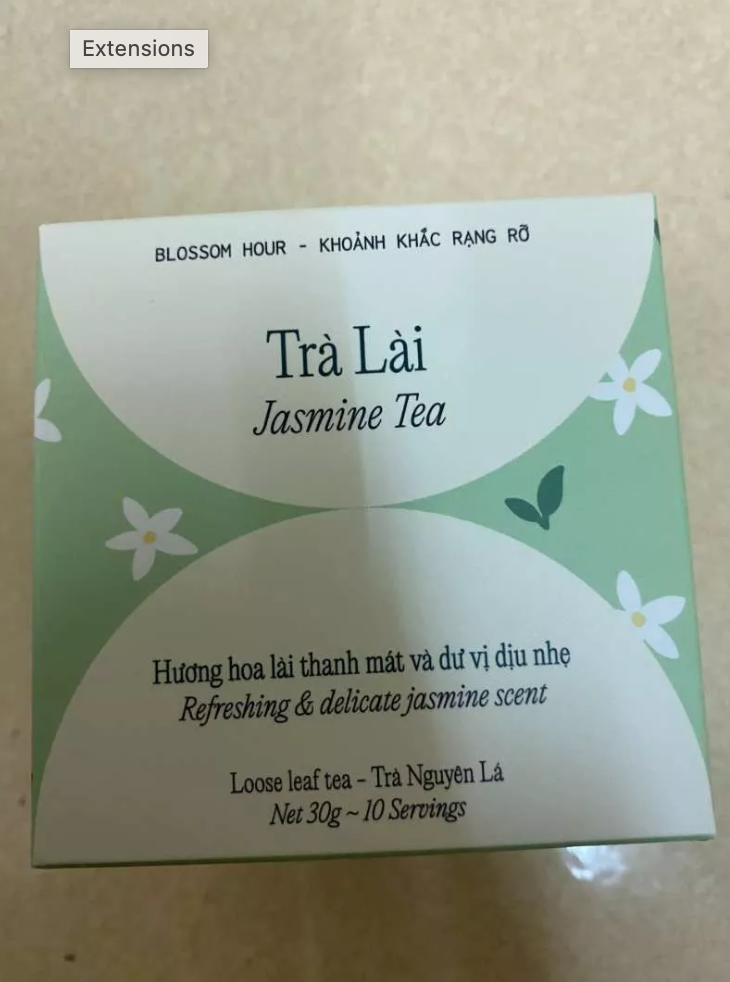 Extensions
BLOSSOM HOUR - KHOẢNH KHẮC RẠNG RỠ
Trà Lài
Jasmine Tea
Hương hoa lài thanh mát và dư vị dịu nhẹ
Refreshing & delicate jasmine scent
Loose leaf tea - Trà Nguyên Lá
Net 30g ~ 10 Servings